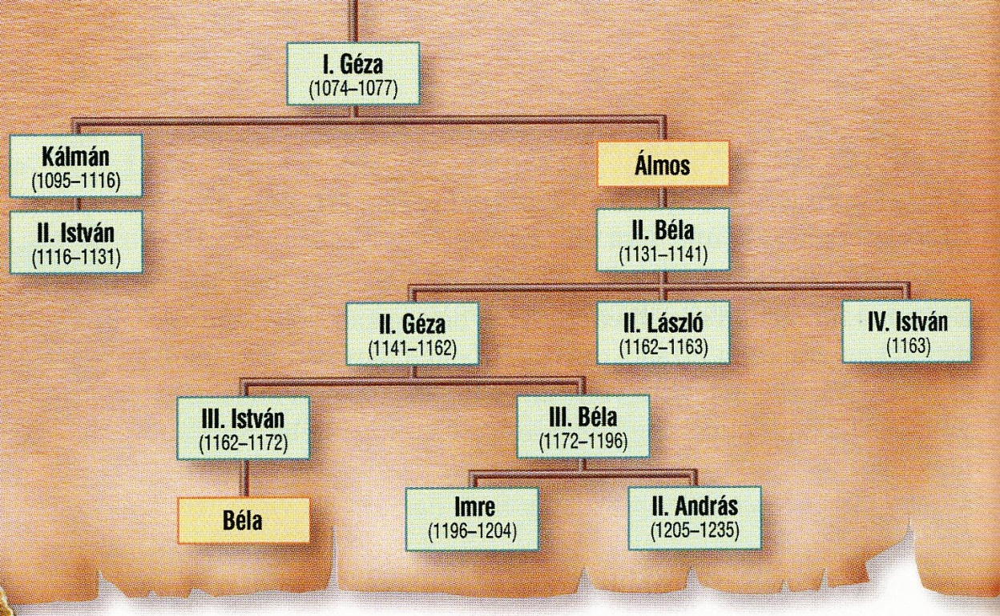 I. Géza
(1074–1077)
Kálmán
(1095–1116)
Álmos
II. István
(1116–1131)
II. Béla
(1131–1141)
II. Géza
(1141–1162)
II. László
(1162–1163)
IV. István
(1163)
III. István
(1162–1172)
III. Béla
(1172–1196)
Béla
Imre
(1196–1204)
II. András
(1205–1235)